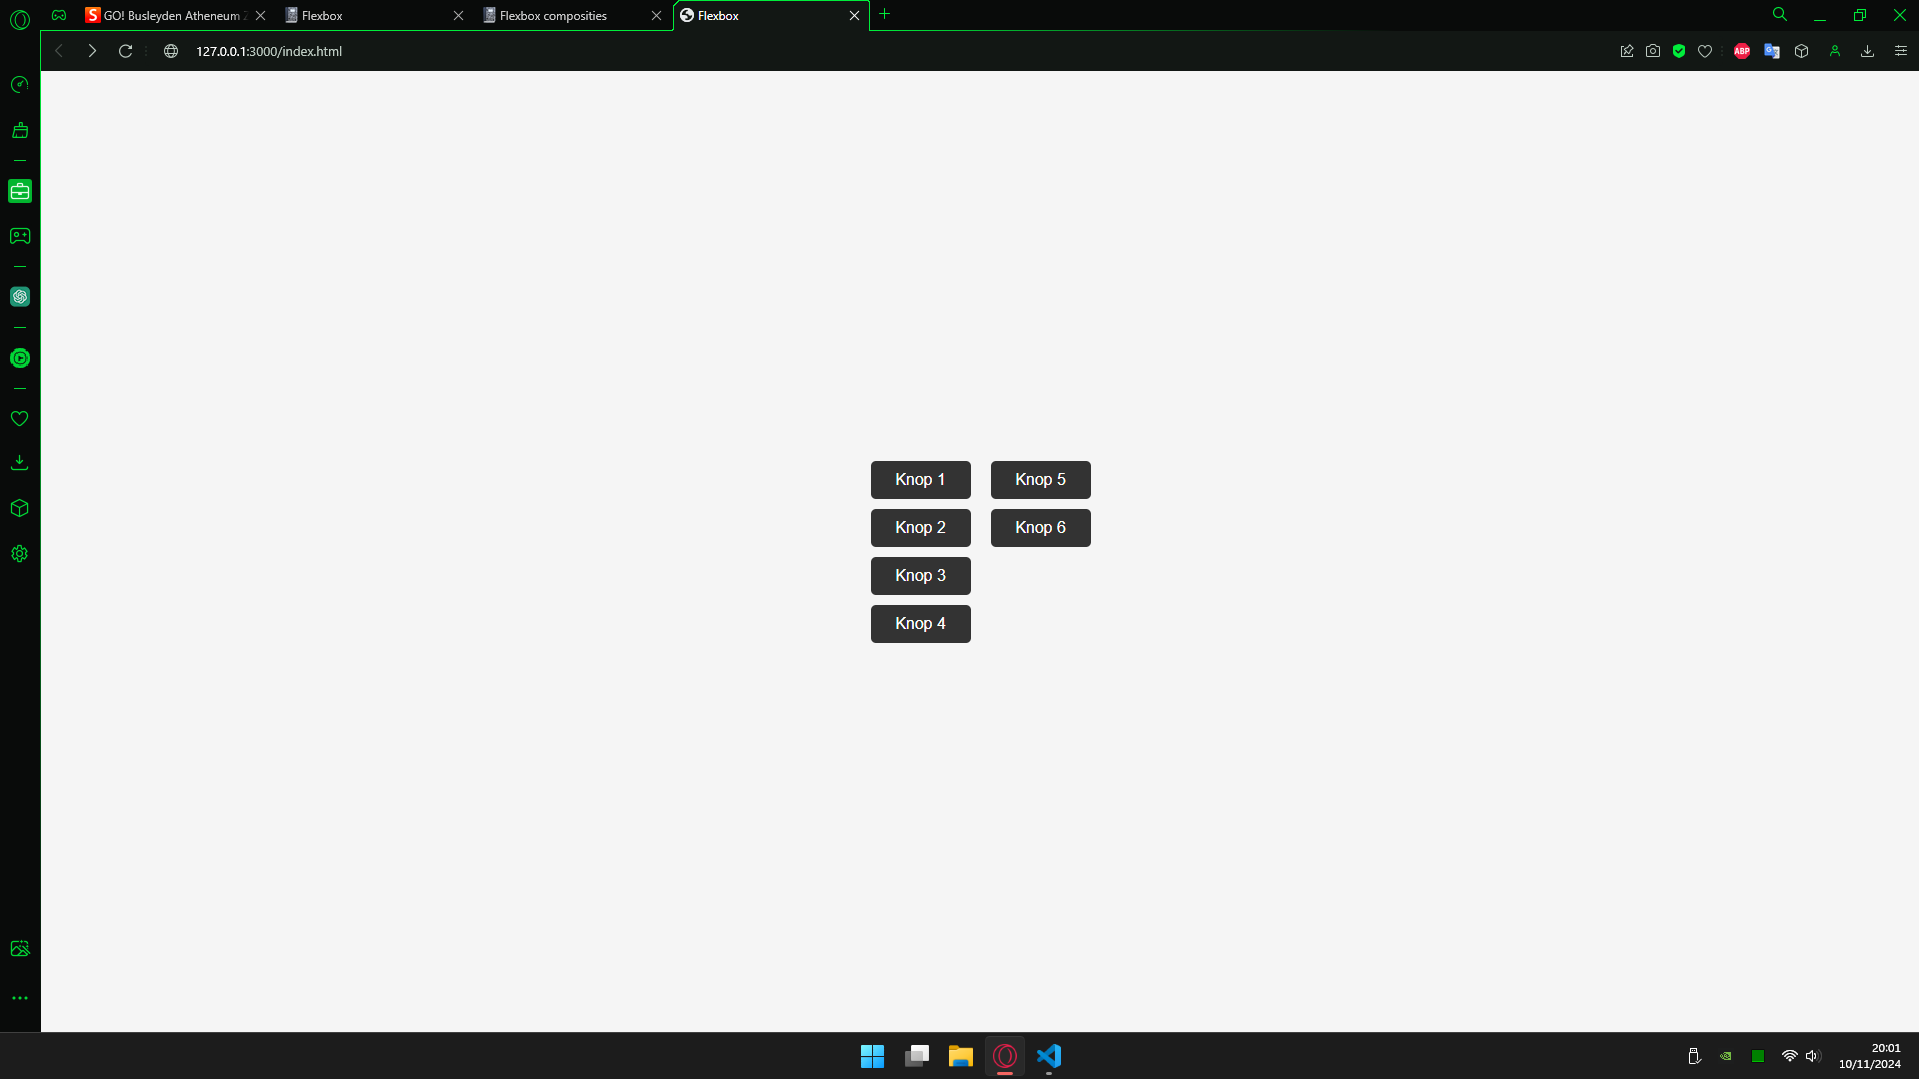 GO! Busleyden Atheneum
Flexbox
Flexbox composities
Flexbox
127.0.0.1:3000/index.html
ABP
Knop 1
Knop 5
Knop 2
Knop 6
Knop 3
Knop 4
20:01
10/11/2024